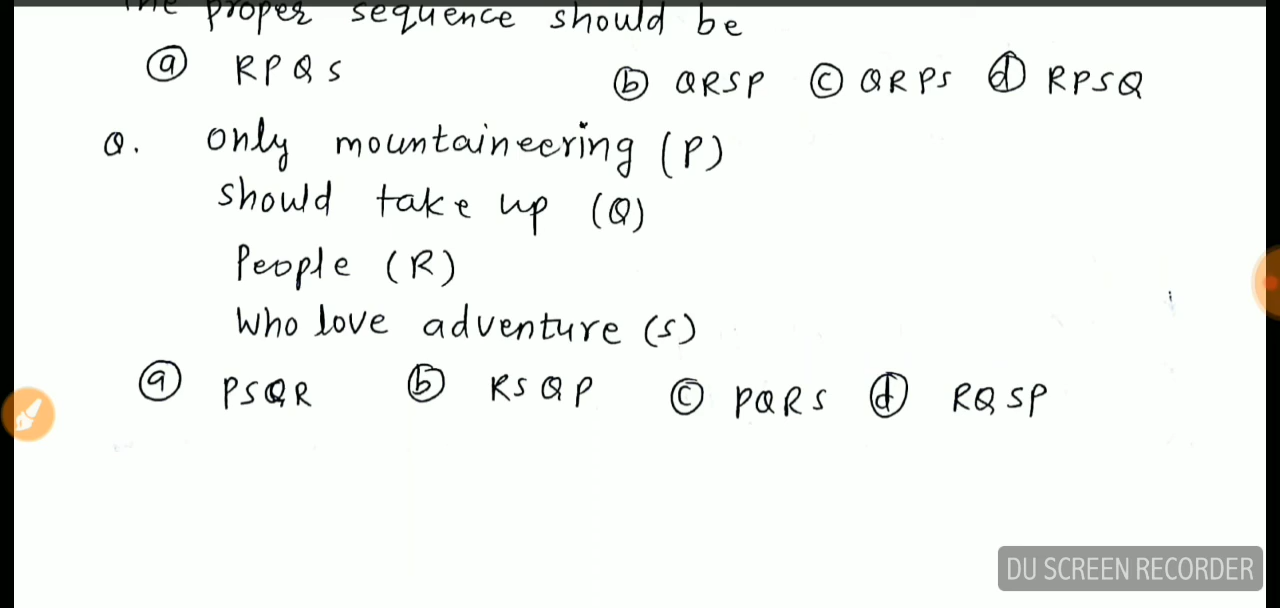 The proper sequence should be
ⓐ RPQS ⓑ QRSP ⓒ QRPS ⓓ RPSQ
Q. Only mountaineering (P)
should take up (Q)
People (R)
Who love adventure (S)
ⓐ PSQR ⓑ RSQP ⓒ PQRS ⓓ RQSP
DU SCREEN RECORDER